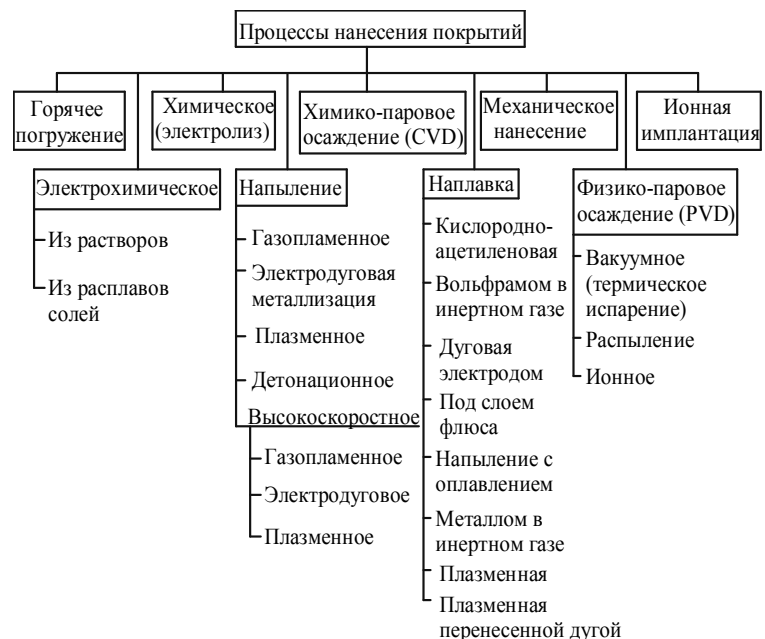 Процессы нанесения покрытий
Горячее
погружение
Химическое
(электролиз)
Химико-паровое
осаждение (CVD)
Механическое
нанесение
Ионная
имплантация
Электрохимическое
Из растворов
Из расплавов
солей
Напыление
Газопламенное
Электродуговая
металлизация
Плазменное
Детонационное
Высокоскоростное
Газопламенное
Электродуговое
Плазменное
Наплавка
Кислородно-
ацетиленовая
Вольфрамом в
инертном газе
Дуговая
электродом
Под слоем
флюса
Напыление с
оплавлением
Металлом в
инертном газе
Плазменная
Плазменная
перенесенной дугой
Физико-паровое
осаждение (PVD)
Вакуумное
(термическое
испарение)
Распыление
Ионное